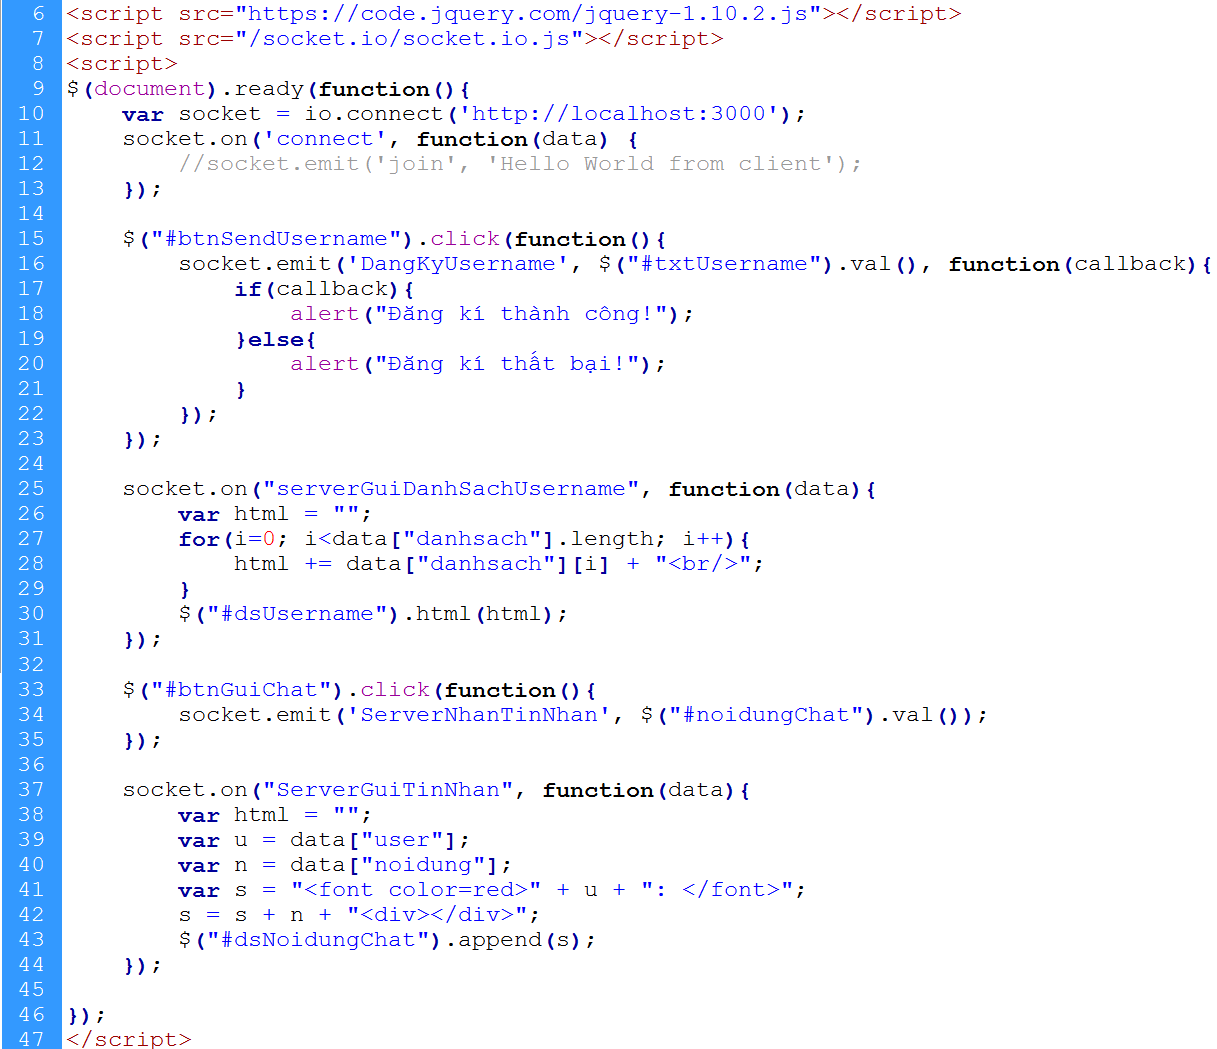 6 <script src="https://code.jquery.com/jquery-1.10.2.js"></script>
7 <script src="/socket.io/socket.io.js"></script>
8 <script>
9 $(document).ready(function(){
10     var socket = io.connect('http://localhost:3000');
11     socket.on('connect', function(data) {
12         //socket.emit('join', 'Hello World from client');
13     });
14
15     $("#btnSendUsername").click(function(){
16         socket.emit('DangKyUsername', $("#txtUsername").val(), function(callback){
17             if(callback){
18                 alert("Đăng kí thành công!");
19             }else{
20                 alert("Đăng kí thất bại!");
21             }
22         });
23     });
24
25     socket.on("serverGuiDanhSachUsername", function(data){
26         var html = "";
27         for(i=0; i<data["danhsach"].length; i++){
28             html += data["danhsach"][i] + "<br/>";
29         }
30         $("#dsUsername").html(html);
31     });
32
33     $("#btnGuiChat").click(function(){
34         socket.emit('ServerNhanTinNhan', $("#noidungChat").val());
35     });
36
37     socket.on("ServerGuiTinNhan", function(data){
38         var html = "";
39         var u = data["user"];
40         var n = data["noidung"];
41         var s = "<font color=red>" + u + ": </font>";
42         s = s + n + "<div></div>";
43         $("#dsNoidungChat").append(s);
44     });
45
46 });
47 </script>